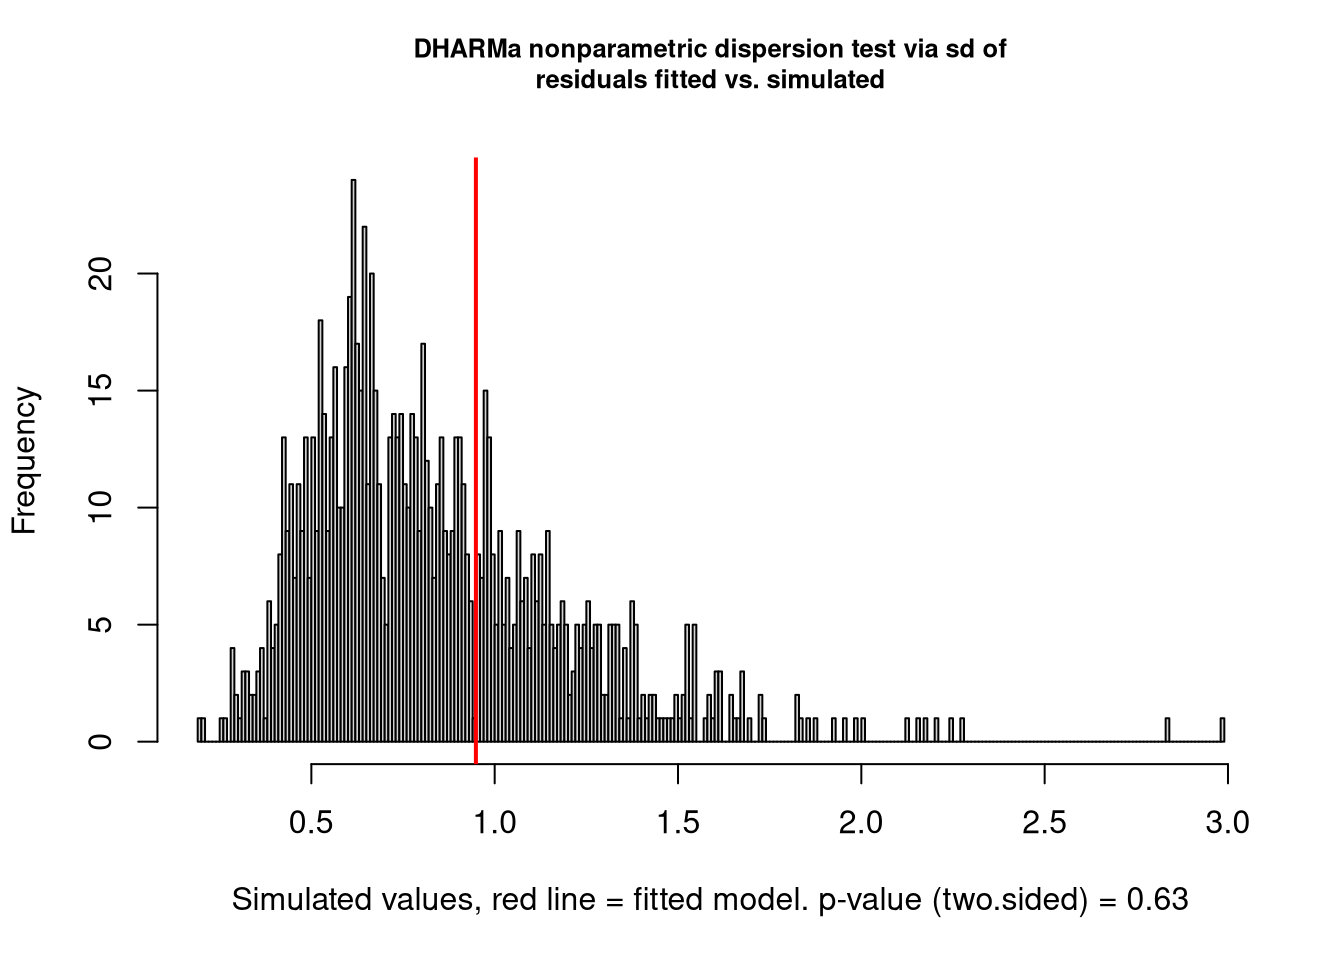 DHARMa nonparametric dispersion test via sd of
residuals fitted vs. simulated
Frequency
20
15
10
5
0
0.5 1.0 1.5 2.0 2.5 3.0
Simulated values, red line = fitted model. p-value (two.sided) = 0.63